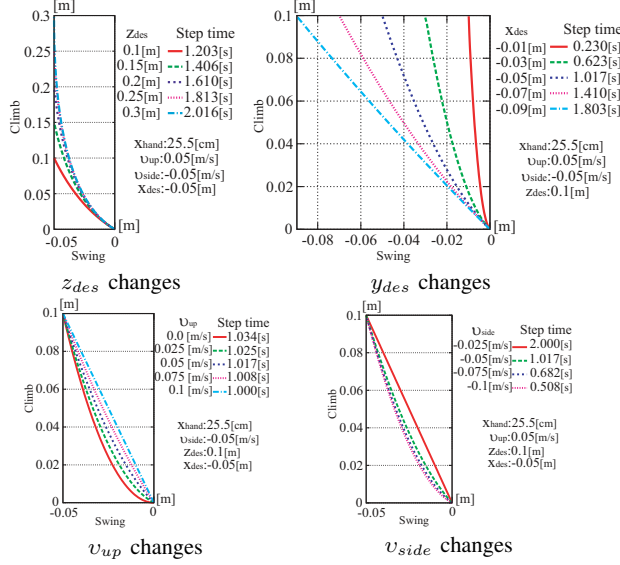 [m]
0.3
0.25
0.2
0.15
0.1
0.05
0
Climb
-0.05
0
[m]
Swing
Zdes Step time
0.1[m] 1.203[s]
0.15[m] 1.406[s]
0.2[m] 1.610[s]
0.25[m] 1.813[s]
0.3[m] 2.016[s]
Xhand:25.5[cm]
υup:0.05[m/s]
υside:-0.05[m/s]
Xdes:-0.05[m]
zdes changes
[m]
0.1
0.08
0.06
0.04
0.02
0
Climb
-0.08 -0.06 -0.04 -0.02 0
[m]
Swing
Xdes Step time
-0.01[m] 0.230[s]
-0.03[m] 0.623[s]
-0.05[m] 1.017[s]
-0.07[m] 1.410[s]
-0.09[m] 1.803[s]
Xhand:25.5[cm]
υup:0.05[m/s]
υside:-0.05[m/s]
Zdes:0.1[m]
ydes changes
[m]
0.1
0.08
0.06
0.04
0.02
0
Climb
-0.05 0
[m]
Swing
υup Step time
0.0 [m/s] 1.034[s]
0.025 [m/s] 1.025[s]
0.05 [m/s] 1.017[s]
0.075 [m/s] 1.008[s]
0.1 [m/s] 1.000[s]
Xhand:25.5[cm]
υside:-0.05[m/s]
Zdes:0.1[m]
Xdes:-0.05[m]
υup changes
[m]
0.1
0.08
0.06
0.04
0.02
0
Climb
-0.05 0
[m]
Swing
υside Step time
-0.025[m/s] 2.000[s]
-0.05[m/s] 1.017[s]
-0.075[m/s] 0.682[s]
-0.1[m/s] 0.508[s]
Xhand:25.5[cm]
υup:0.05[m/s]
Zdes:0.1[m]
Xdes:-0.05[m]
υside changes